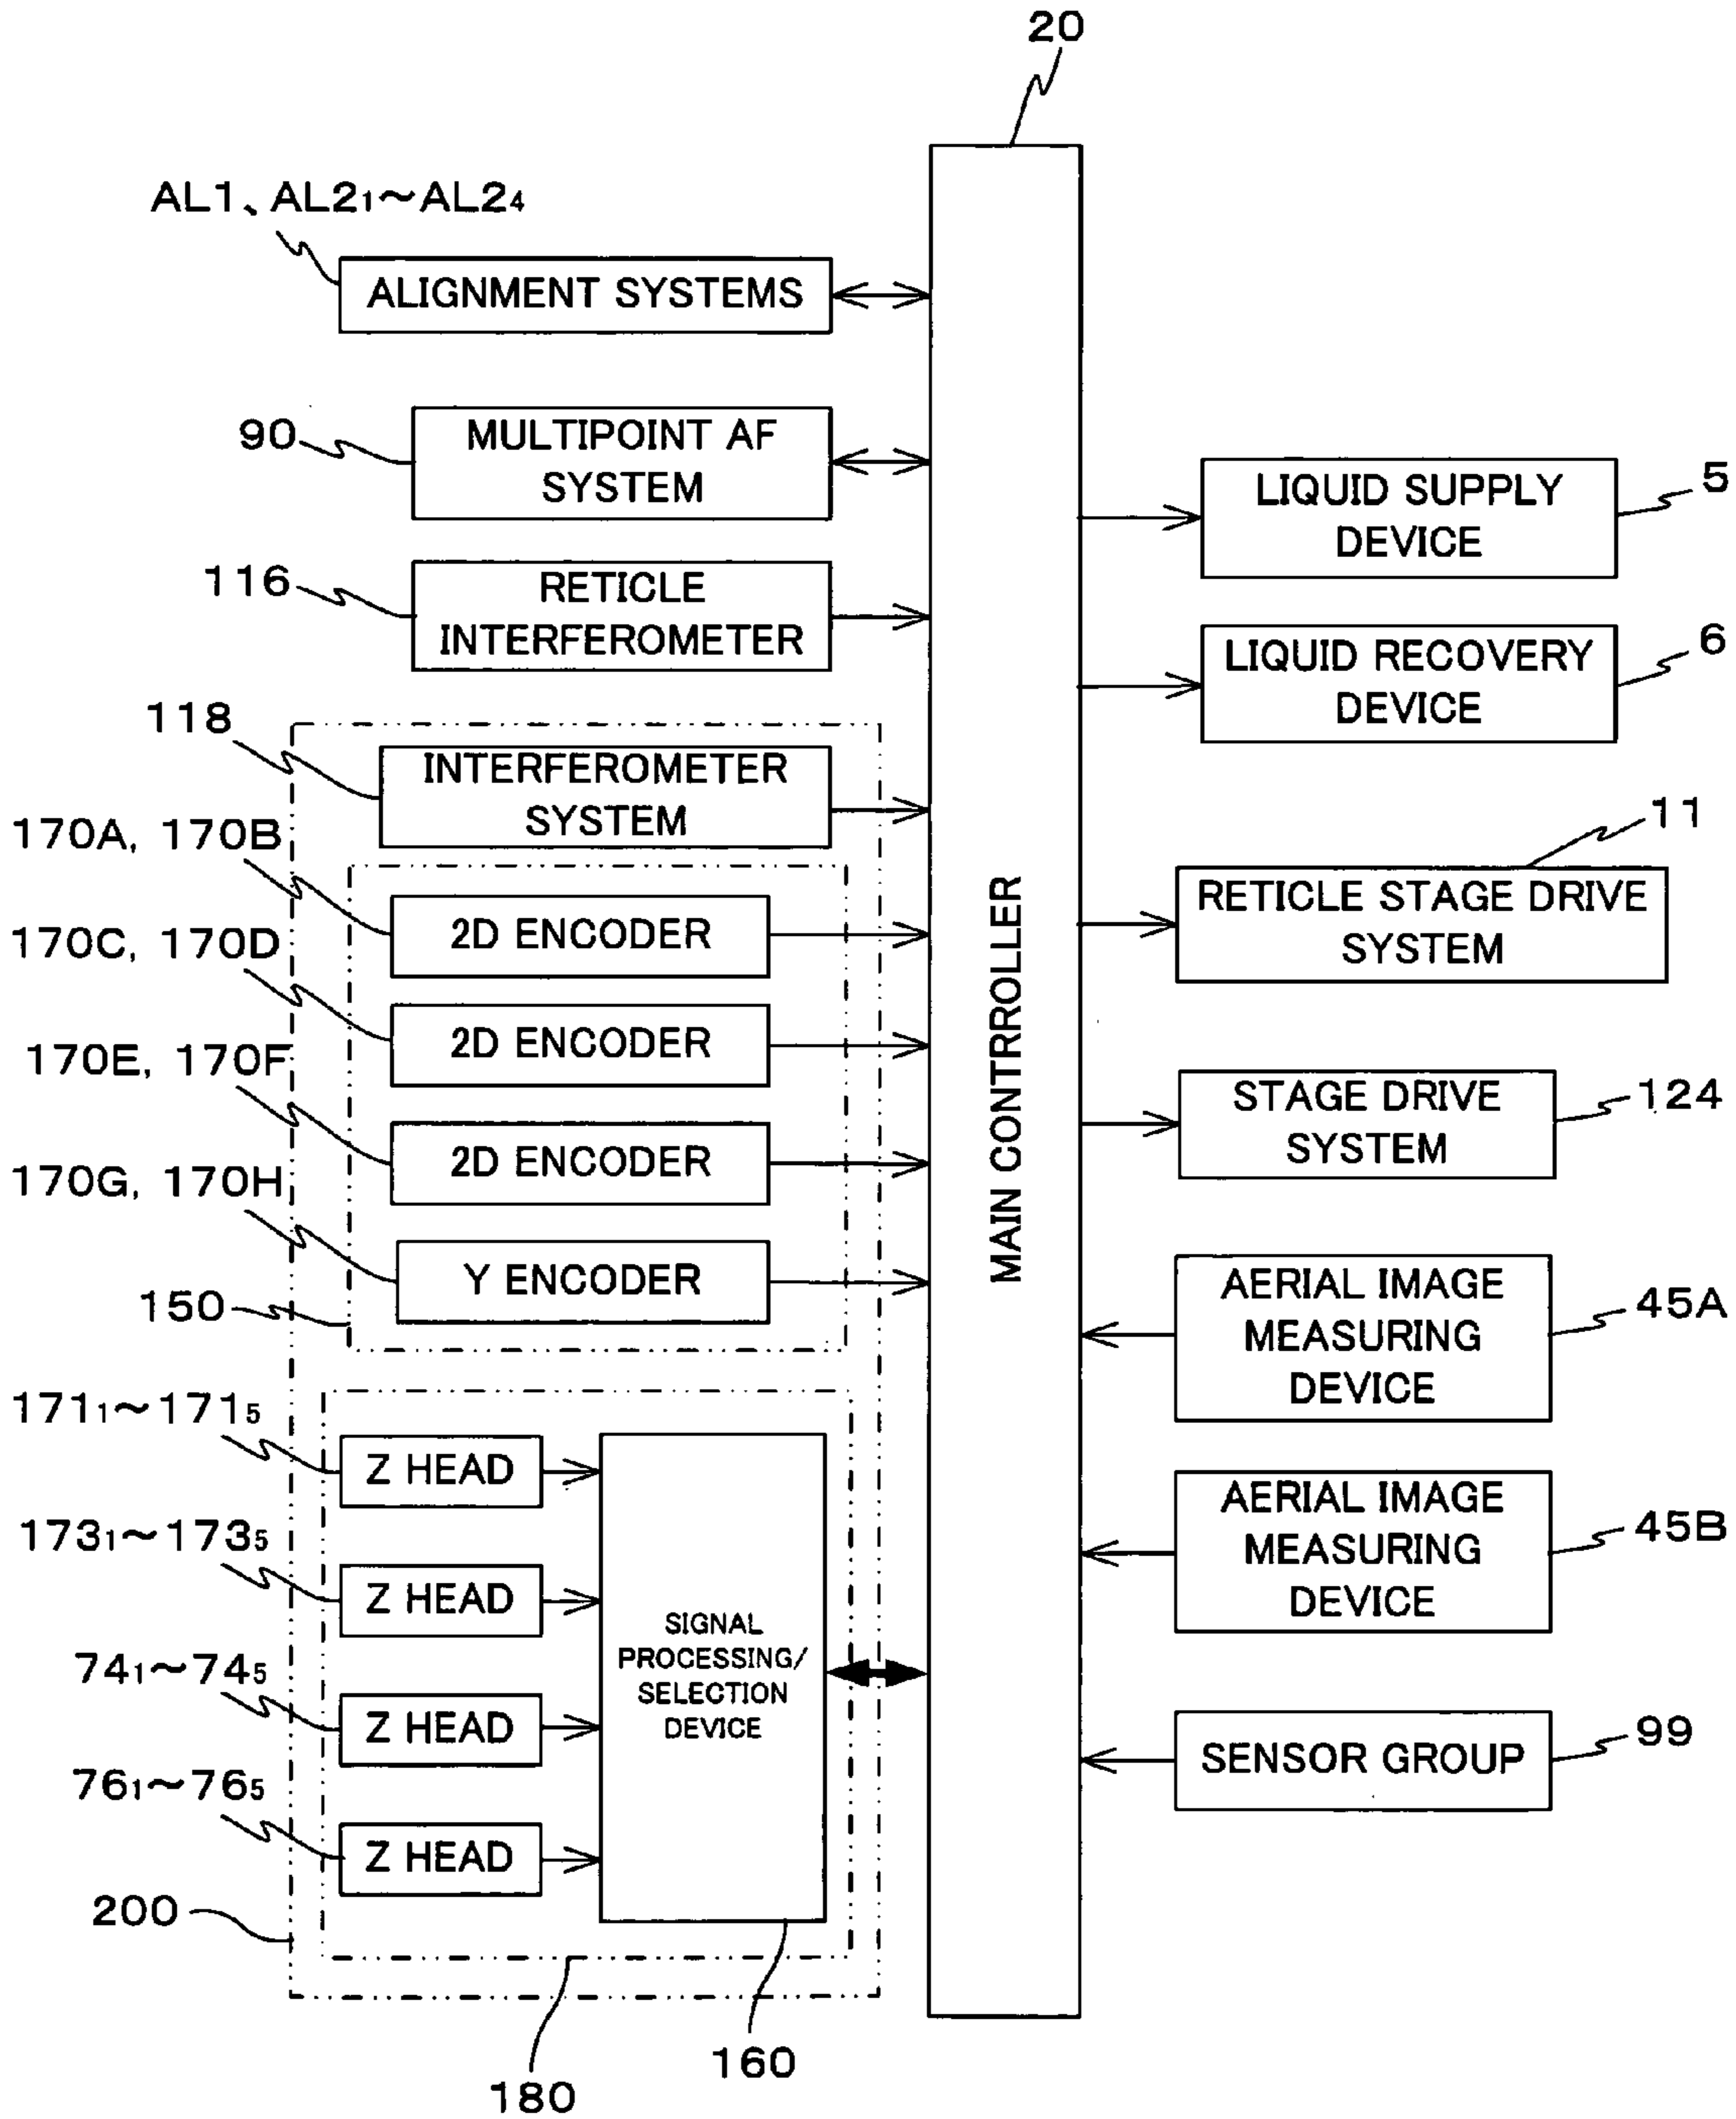 20
AL1、AL2₁～AL2₄
ALIGNMENT SYSTEMS
90
MULTIPOINT AF
SYSTEM
116
RETICLE
INTERFEROMETER
118
INTERFEROMETER
SYSTEM
170A, 170B
2D ENCODER
170C, 170D
2D ENCODER
170E, 170F
2D ENCODER
170G, 170H
Y ENCODER
150
171₁～171₅
Z HEAD
173₁～173₅
Z HEAD
74₁～74₅
Z HEAD
76₁～76₅
Z HEAD
SIGNAL
PROCESSING/
SELECTION
DEVICE
200
180
160
MAIN CONTRROLLER
LIQUID SUPPLY
DEVICE
5
LIQUID RECOVERY
DEVICE
6
11
RETICLE STAGE DRIVE
SYSTEM
STAGE DRIVE
SYSTEM
124
AERIAL IMAGE
MEASURING
DEVICE
45A
AERIAL IMAGE
MEASURING
DEVICE
45B
SENSOR GROUP
99